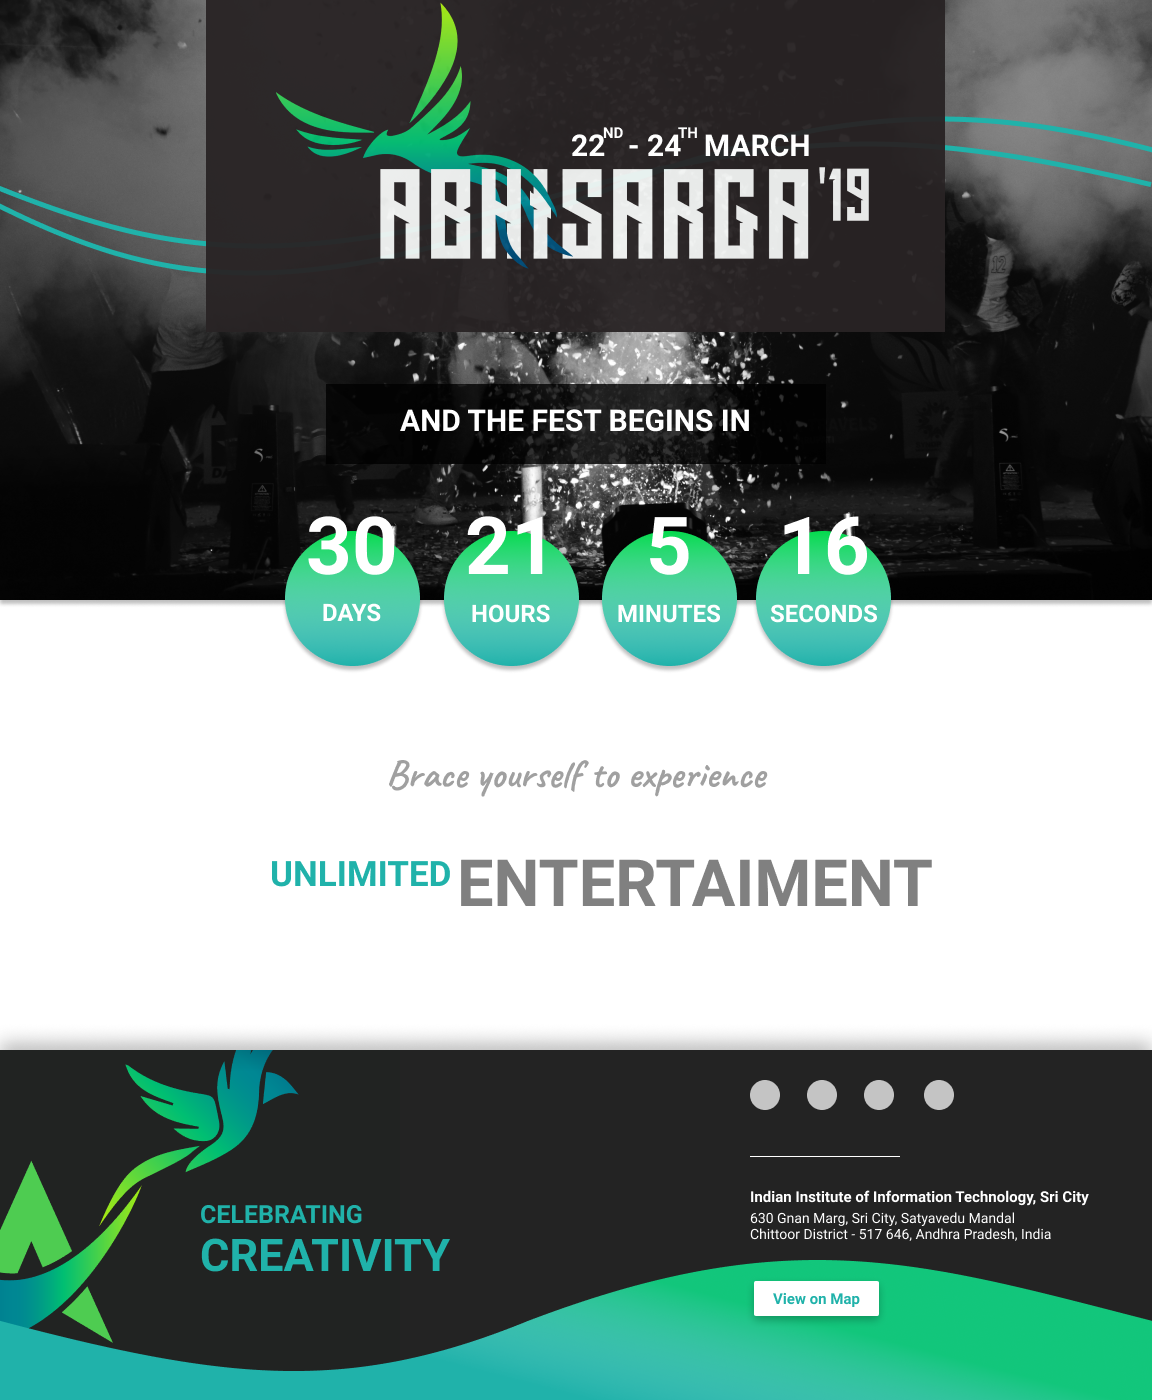 22ND - 24TH MARCH
ABHISARGA'19
AND THE FEST BEGINS IN
30 21 5 16
DAYS HOURS MINUTES SECONDS
Brace yourself to experience
UNLIMITED ENTERTAIMENT
CELEBRATING
CREATIVITY
Indian Institute of Information Technology, Sri City
630 Gnan Marg, Sri City, Satyavedu Mandal
Chittoor District - 517 646, Andhra Pradesh, India
View on Map